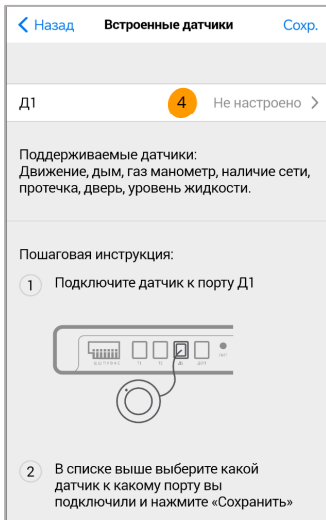 Назад Встроенные датчики Сохр.
Д1 4 Не настроено
Поддерживаемые датчики:
Движение, дым, газ манометр, наличие сети,
протечка, дверь, уровень жидкости.
Пошаговая инструкция:
1 Подключите датчик к порту Д1
2 В списке выше выберите какой
датчик к какому порту вы
подключили и нажмите «Сохранить»